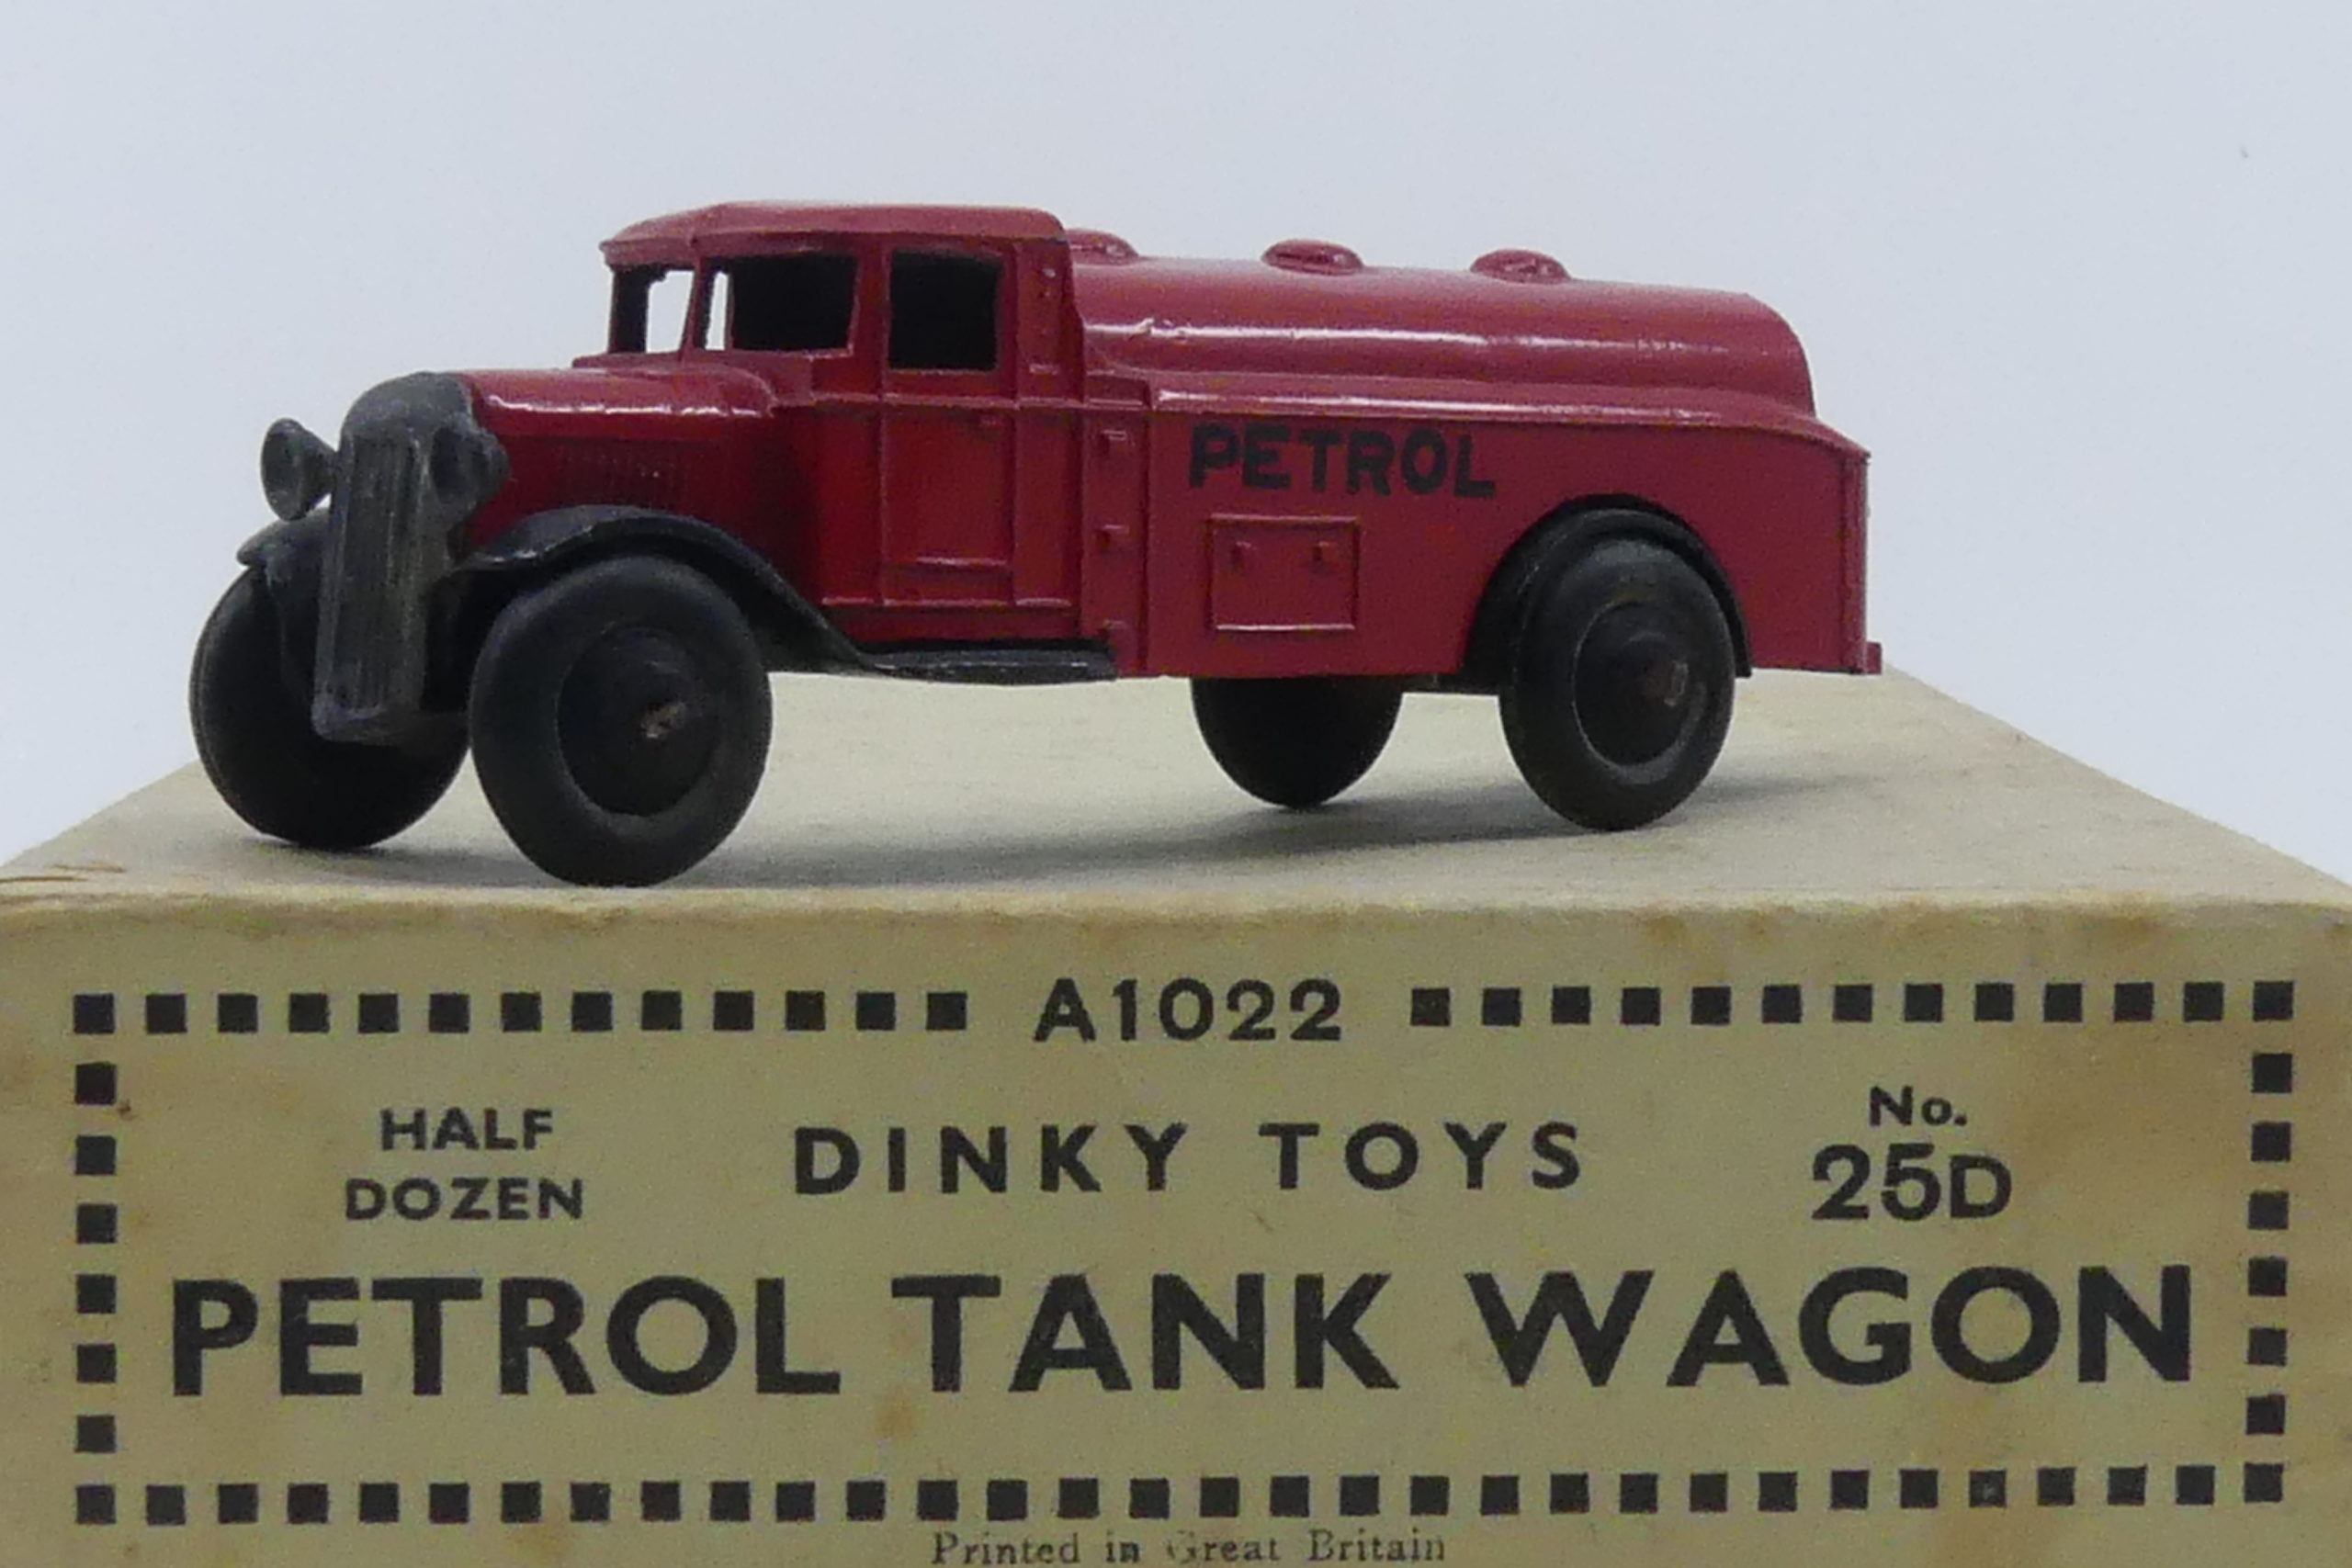 PETROL
A1022
HALF
DOZEN
DINKY TOYS
No.
25D
PETROL TANK WAGON
Printed in Great Britain